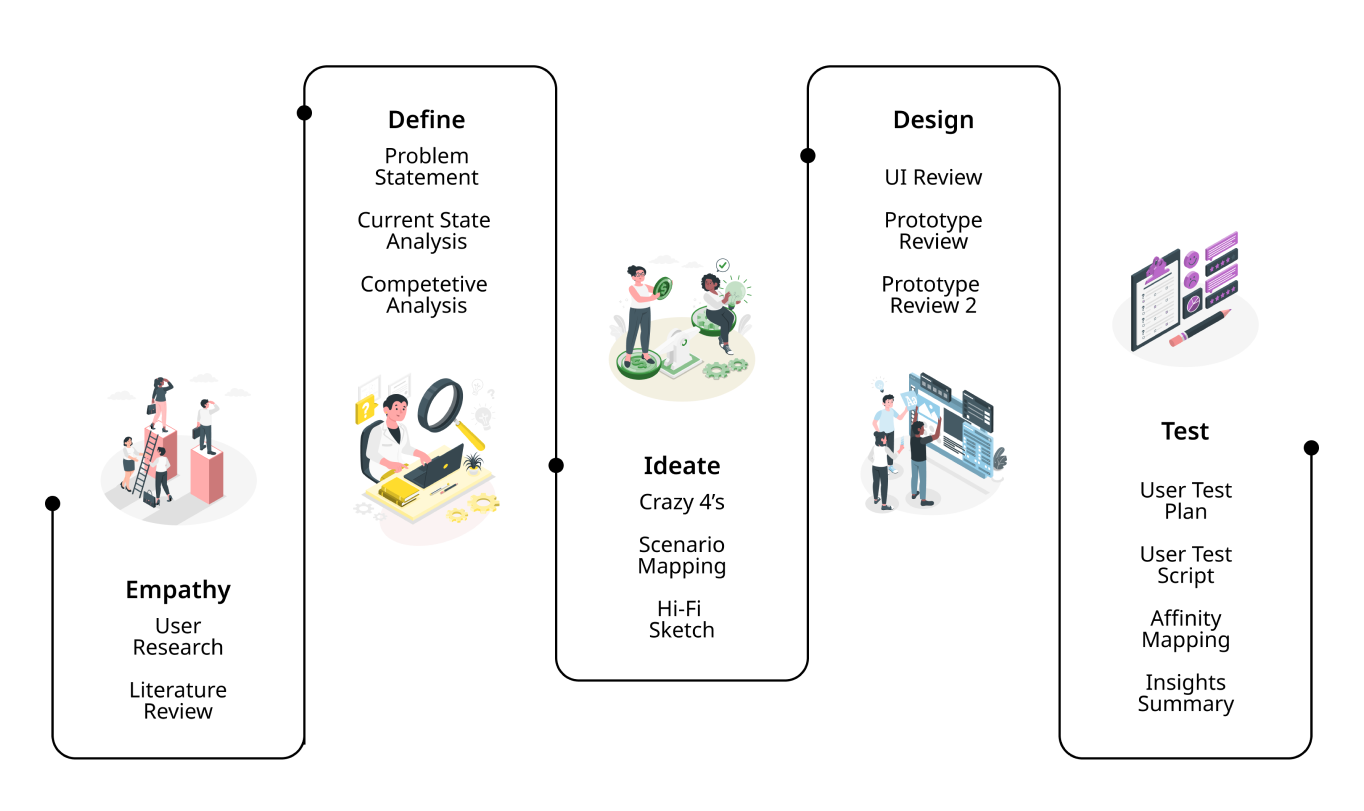 Empathy
User
Research
Literature
Review
Define
Problem
Statement
Current State
Analysis
Competetive
Analysis
Ideate
Crazy 4's
Scenario
Mapping
Hi-Fi
Sketch
Design
UI Review
Prototype
Review
Prototype
Review 2
Test
User Test
Plan
User Test
Script
Affinity
Mapping
Insights
Summary